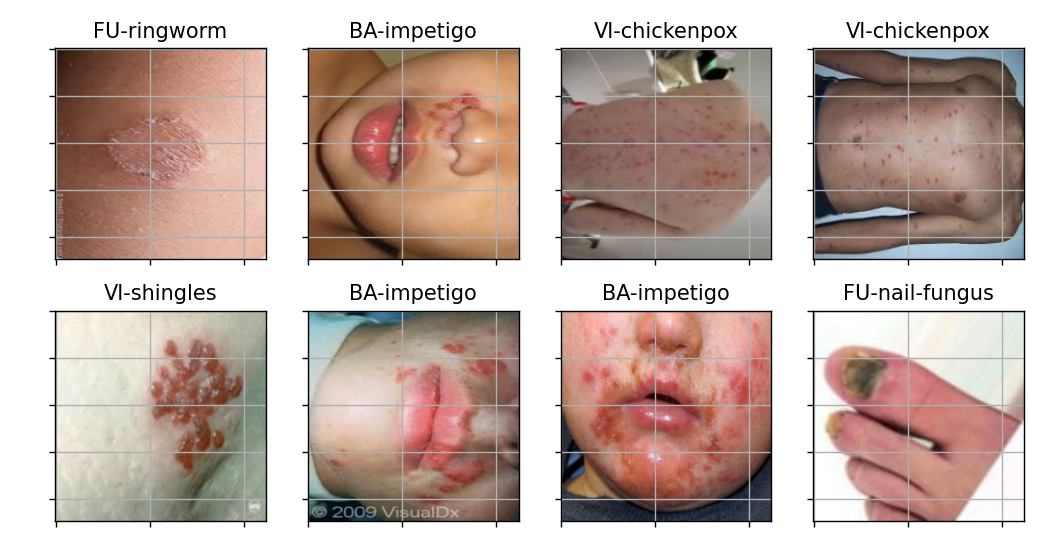 FU-ringworm
BA-impetigo
VI-chickenpox
VI-chickenpox
VI-shingles
BA-impetigo
BA-impetigo
FU-nail-fungus
© 2009 VisualDx